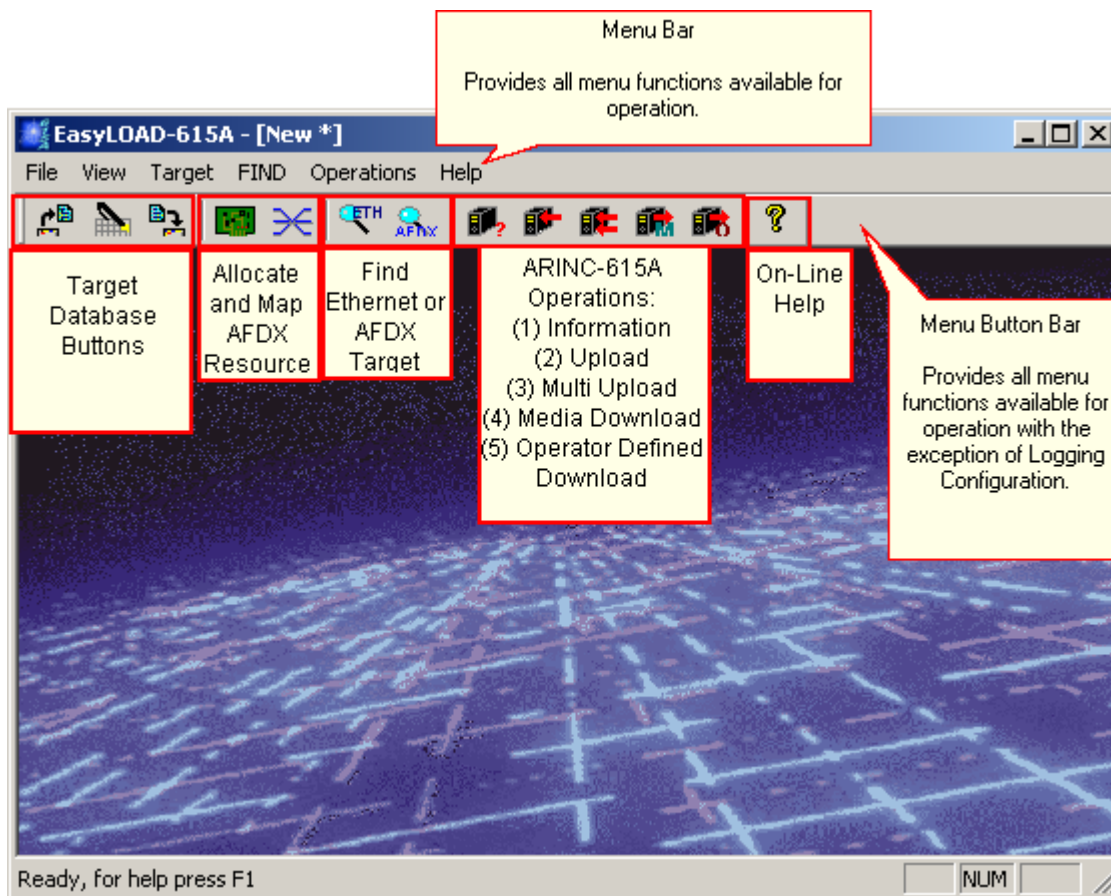 Menu Bar
Provides all menu functions available for
operation.
EasyLOAD-615A - [New *]
File View Target FIND Operations Help
ETH
AFDX
?
M
O
?
Target
Database
Buttons
Allocate
and Map
AFDX
Resource
Find
Ethernet or
AFDX
Target
ARINC-615A
Operations:
(1) Information
(2) Upload
(3) Multi Upload
(4) Media Download
(5) Operator Defined
Download
On-Line
Help
Menu Button Bar
Provides all menu
functions available for
operation with the
exception of Logging
Configuration.
Ready, for help press F1
NUM